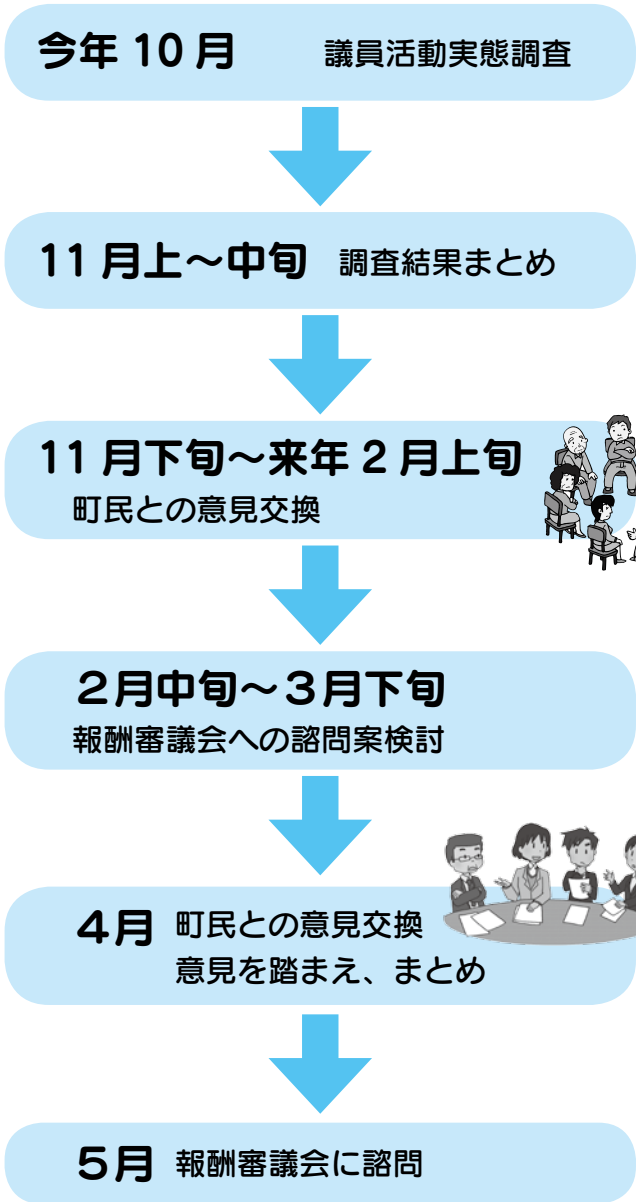 今年 10 月 議員活動実態調査
11 月上～中旬 調査結果まとめ
11 月下旬～来年 2 月上旬
町民との意見交換
２月中旬～３月下旬
報酬審議会への諮問案検討
４月 町民との意見交換
意見を踏まえ、まとめ
５月 報酬審議会に諮問